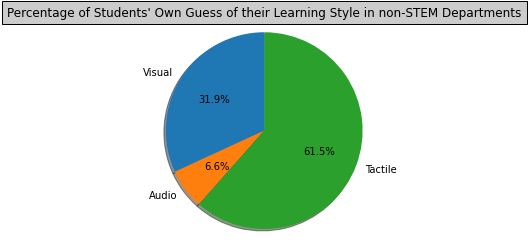 Percentage of Students' Own Guess of their Learning Style in non-STEM Departments
Visual
31.9%
61.5%
6.6%
Tactile
Audio